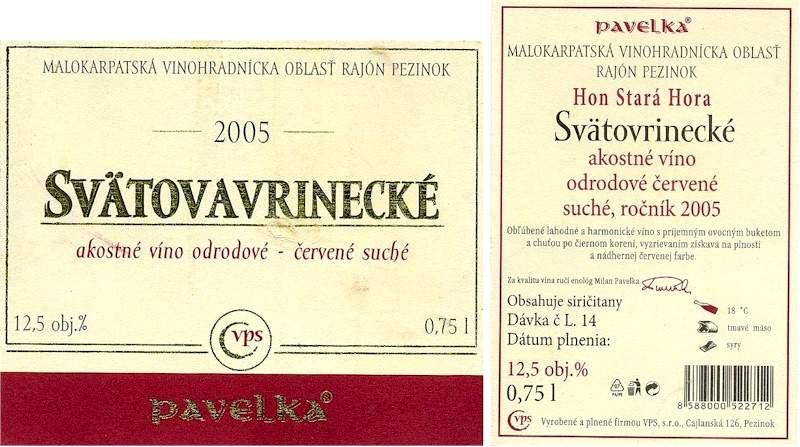 MALOKARPATSKÁ VINOHRADNÍCKA OBLASŤ RAJÓN PEZINOK
2005
SVÄTOVAVRINECKÉ
akostné víno odrodové - červené suché
12,5 obj.%
0,75 l
vps
pavelka®
pavelka®
MALOKARPATSKÁ VINOHRADNÍCKA OBLASŤ
RAJÓN PEZINOK
Hon Stará Hora
Svätovrinecké
akostné víno
odrodové červené
suché, ročník 2005
Obľúbené lahodné a harmonické víno s príjemným ovocným buketom
a chuťou po čiernom korení, vyzrievaním získava na plnosti
a nádhernej červenej farbe.
Za kvalitu vína ručí enológ Milan Pavelka
Obsahuje siričitany
Dávka č L. 14
Dátum plnenia:
18 °C
tmavé mäso
syry
12,5 obj.%
0,75 l
8 588000 522712
vps
Vyrobené a plnené firmou VPS, s.r.o., Cajlanská 126, Pezinok